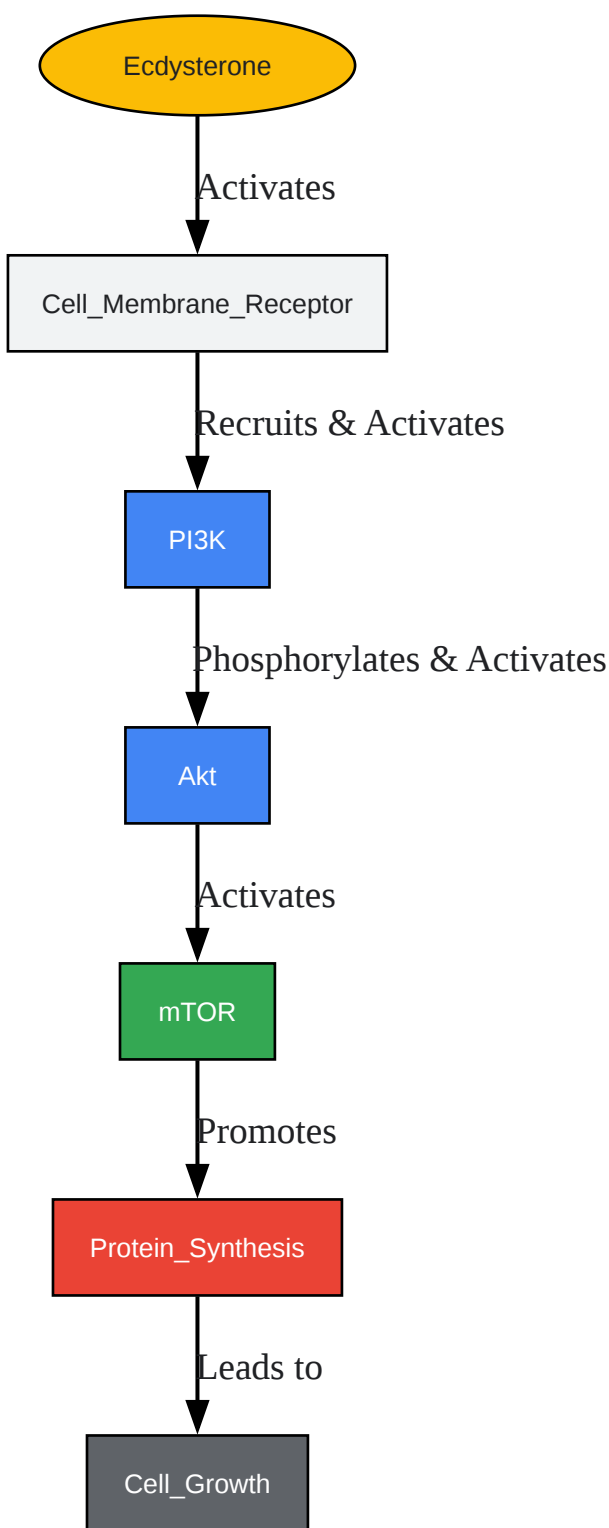 Ecdysterone
Activates
Cell_Membrane_Receptor
Recruits & Activates
PI3K
Phosphorylates & Activates
Akt
Activates
mTOR
Promotes
Protein_Synthesis
Leads to
Cell_Growth